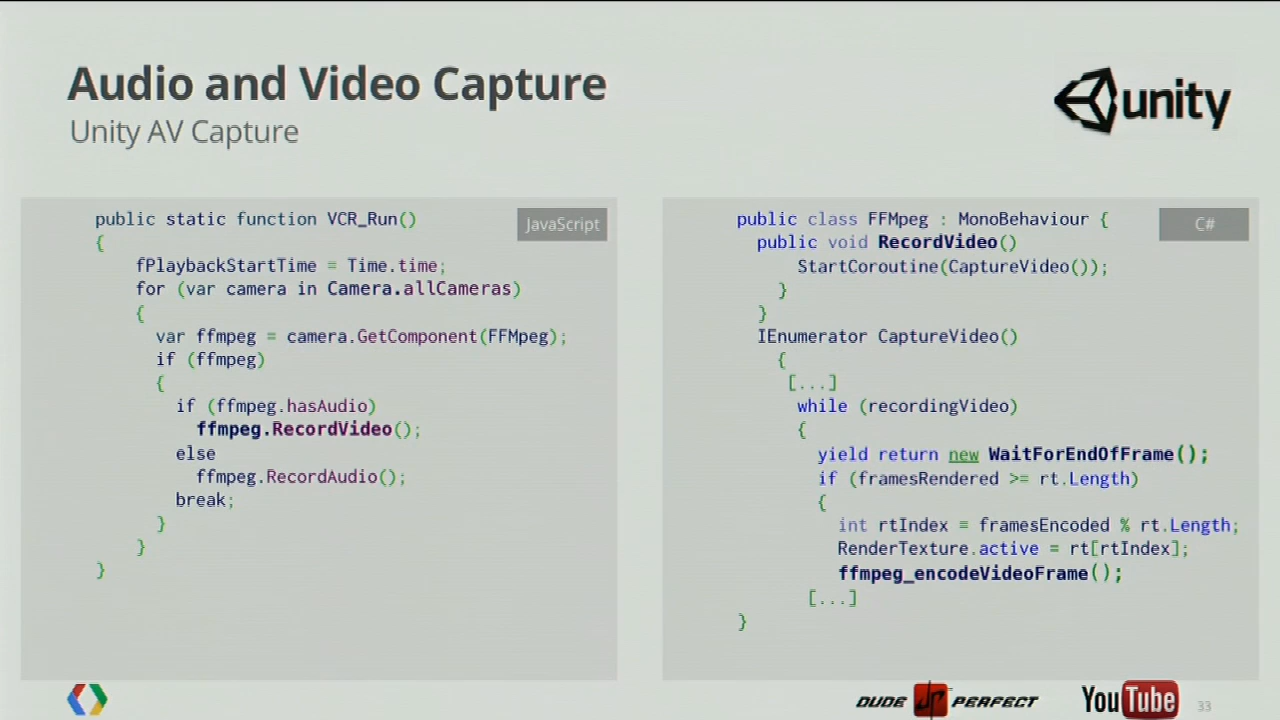 Audio and Video Capture
Unity AV Capture
unity
JavaScript
public static function VCR_Run()
{
fPlaybackStartTime = Time.time;
for (var camera in Camera.allCameras)
{
var ffmpeg = camera.GetComponent(FFMpeg);
if (ffmpeg)
{
if (ffmpeg.hasAudio)
ffmpeg.RecordVideo();
else
ffmpeg.RecordAudio();
break;
}
}
}
C#
public class FFMpeg : MonoBehaviour {
public void RecordVideo()
StartCoroutine(CaptureVideo());
}
}
IEnumerator CaptureVideo()
{
[...]
while (recordingVideo)
{
yield return new WaitForEndOfFrame();
if (framesRendered >= rt.Length)
{
int rtIndex = framesEncoded % rt.Length;
RenderTexture.active = rt[rtIndex];
ffmpeg_encodeVideoFrame();
[...]
}
DUDE PERFECT
YouTube
33